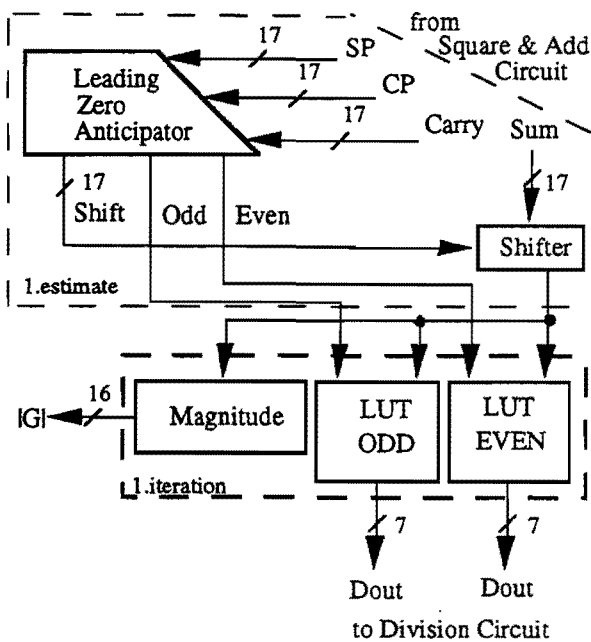 from
Square & Add
Circuit
17
SP
17
CP
17
Carry
Sum
Leading
Zero
Anticipator
17
17
Shift
Odd
Even
Shifter
1.estimate
16
|G|
Magnitude
LUT
ODD
LUT
EVEN
1.iteration
7
7
Dout
Dout
to Division Circuit